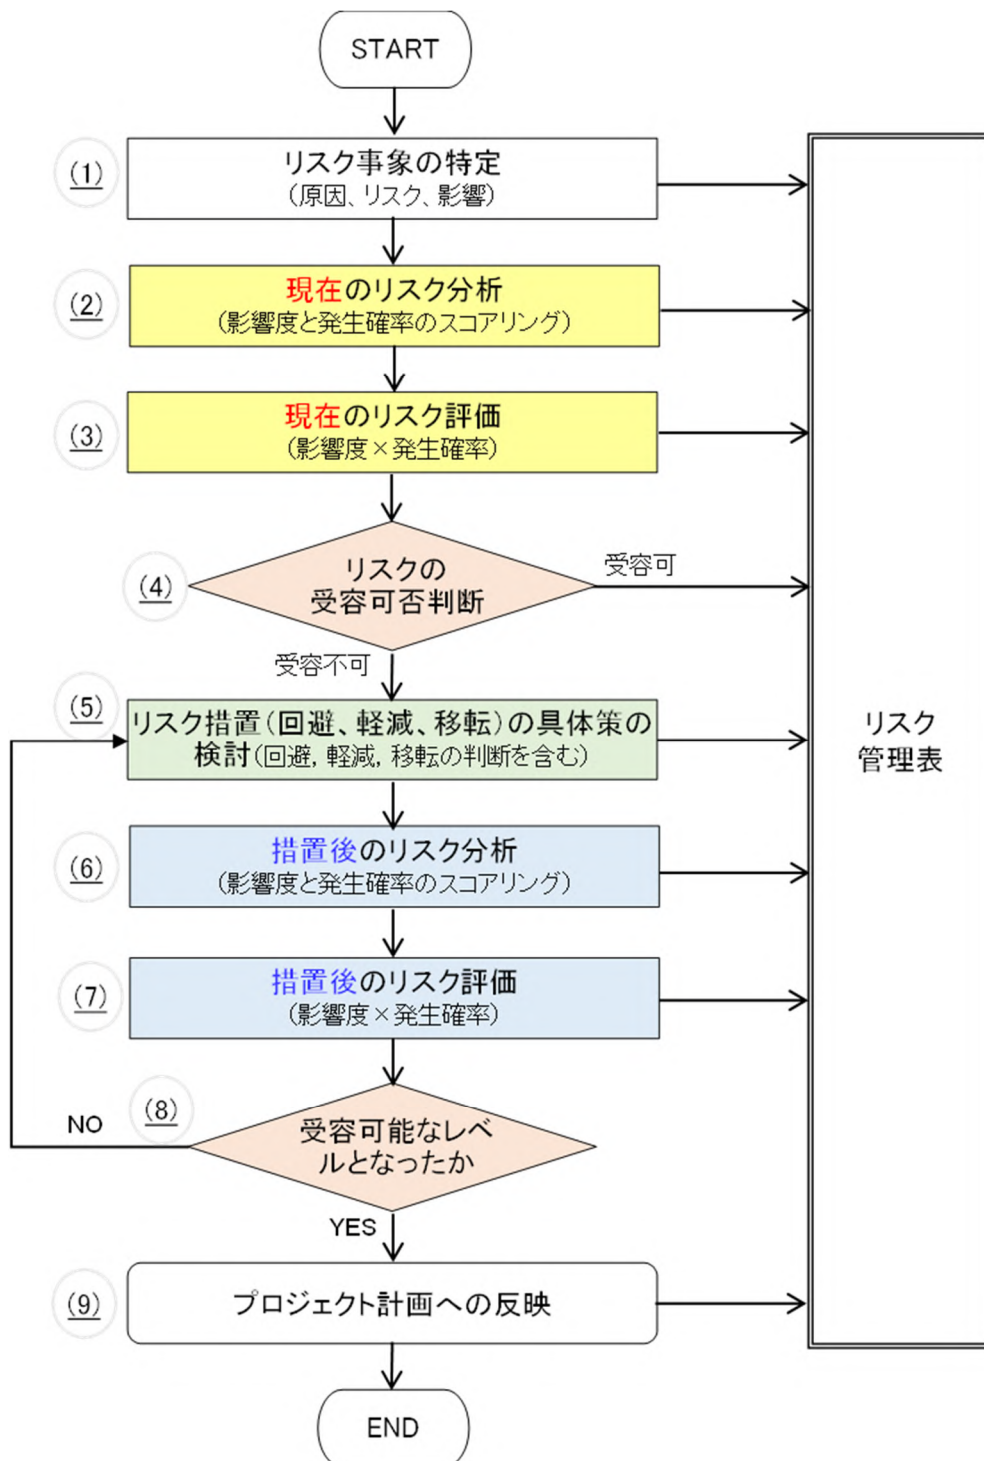 START
(1)
リスク事象の特定
(原因、リスク、影響)
(2)
現在のリスク分析
(影響度と発生確率のスコアリング)
(3)
現在のリスク評価
(影響度×発生確率)
(4)
リスクの
受容可否判断
受容可
受容不可
(5)
リスク措置(回避、軽減、移転)の具体策の
検討(回避, 軽減, 移転の判断を含む)
(6)
措置後のリスク分析
(影響度と発生確率のスコアリング)
(7)
措置後のリスク評価
(影響度×発生確率)
(8)
NO
受容可能なレベ
ルとなったか
YES
(9)
プロジェクト計画への反映
END
リスク
管理表